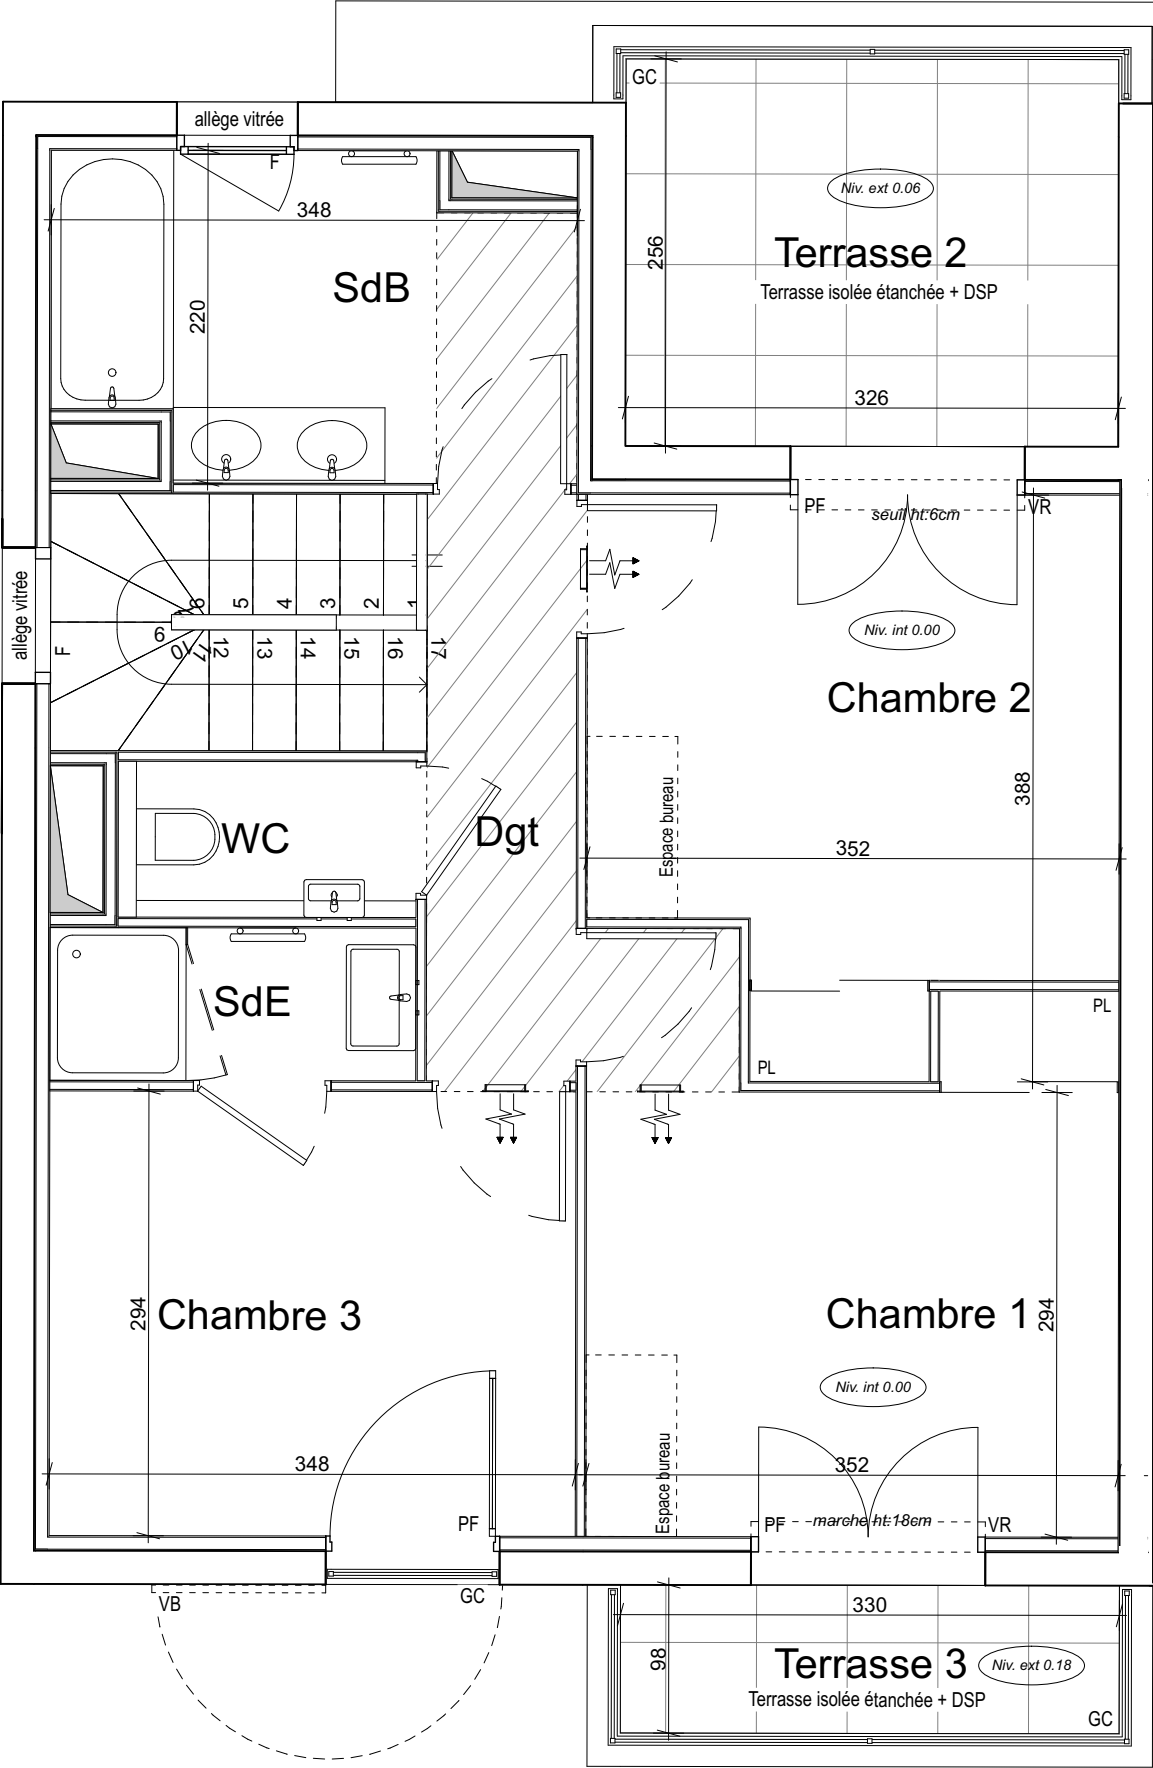 GC
allège vitrée
F
Niv. ext 0.06
348
256
Terrasse 2
SdB
Terrasse isolée étanchée + DSP
220
326
PF
seuil ht:6cm
VR
allège vitrée
F
6
5
4
3
2
1
9
10
11
12
13
14
15
16
17
Niv. int 0.00
Chambre 2
388
Espace bureau
WC
Dgt
352
SdE
PL
PL
294
Chambre 3
Chambre 1
294
Niv. int 0.00
348
352
Espace bureau
PF
PF
marche ht:18cm
VR
VB
GC
330
98
Terrasse 3
Niv. ext 0.18
Terrasse isolée étanchée + DSP
GC